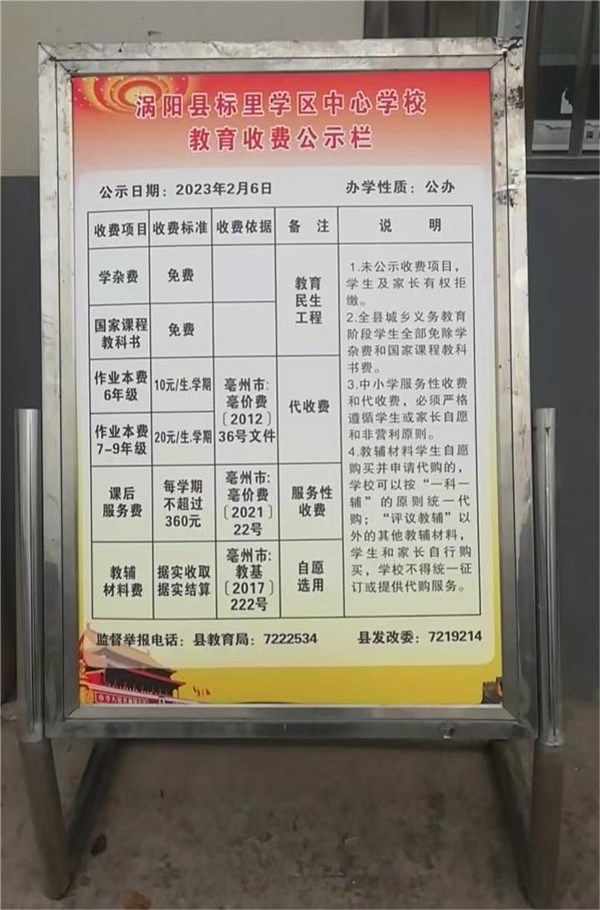 涡阳县标里学区中心学校
教育收费公示栏
公示日期：2023年2月6日 办学性质：公办
收费项目 收费标准 收费依据 备 注 说 明
学杂费 免费
国家课程
教科书
免费
教育
民生
工程
作业本费
6年级
10元/生.学期
作业本费
7-9年级
20元/生.学期
亳州市:
亳价费
〔2012〕
36号文件
代收费
课后
服务费
每学期
不超过
360元
亳州市:
亳价费
〔2021〕
22号
服务性
收费
教辅
材料费
据实收取
据实结算
亳州市:
教基
〔2017〕
222号
自愿
选用
1.未公示收费项目，
学生及家长有权拒
缴。
2.全县城乡义务教育
阶段学生全部免除学
杂费和国家课程教科
书费。
3.中小学服务性收费
和代收费，必须严格
遵循学生或家长自愿
和非营利原则。
4.教辅材料学生自愿
购买并申请代购的，
学校可以按“一科一
辅”的原则统一代
购；“评议教辅”以
外的其他教辅材料，
学生和家长自行购
买，学校不得统一征
订或提供代购服务。
监督举报电话：县教育局：7222534 县发改委：7219214